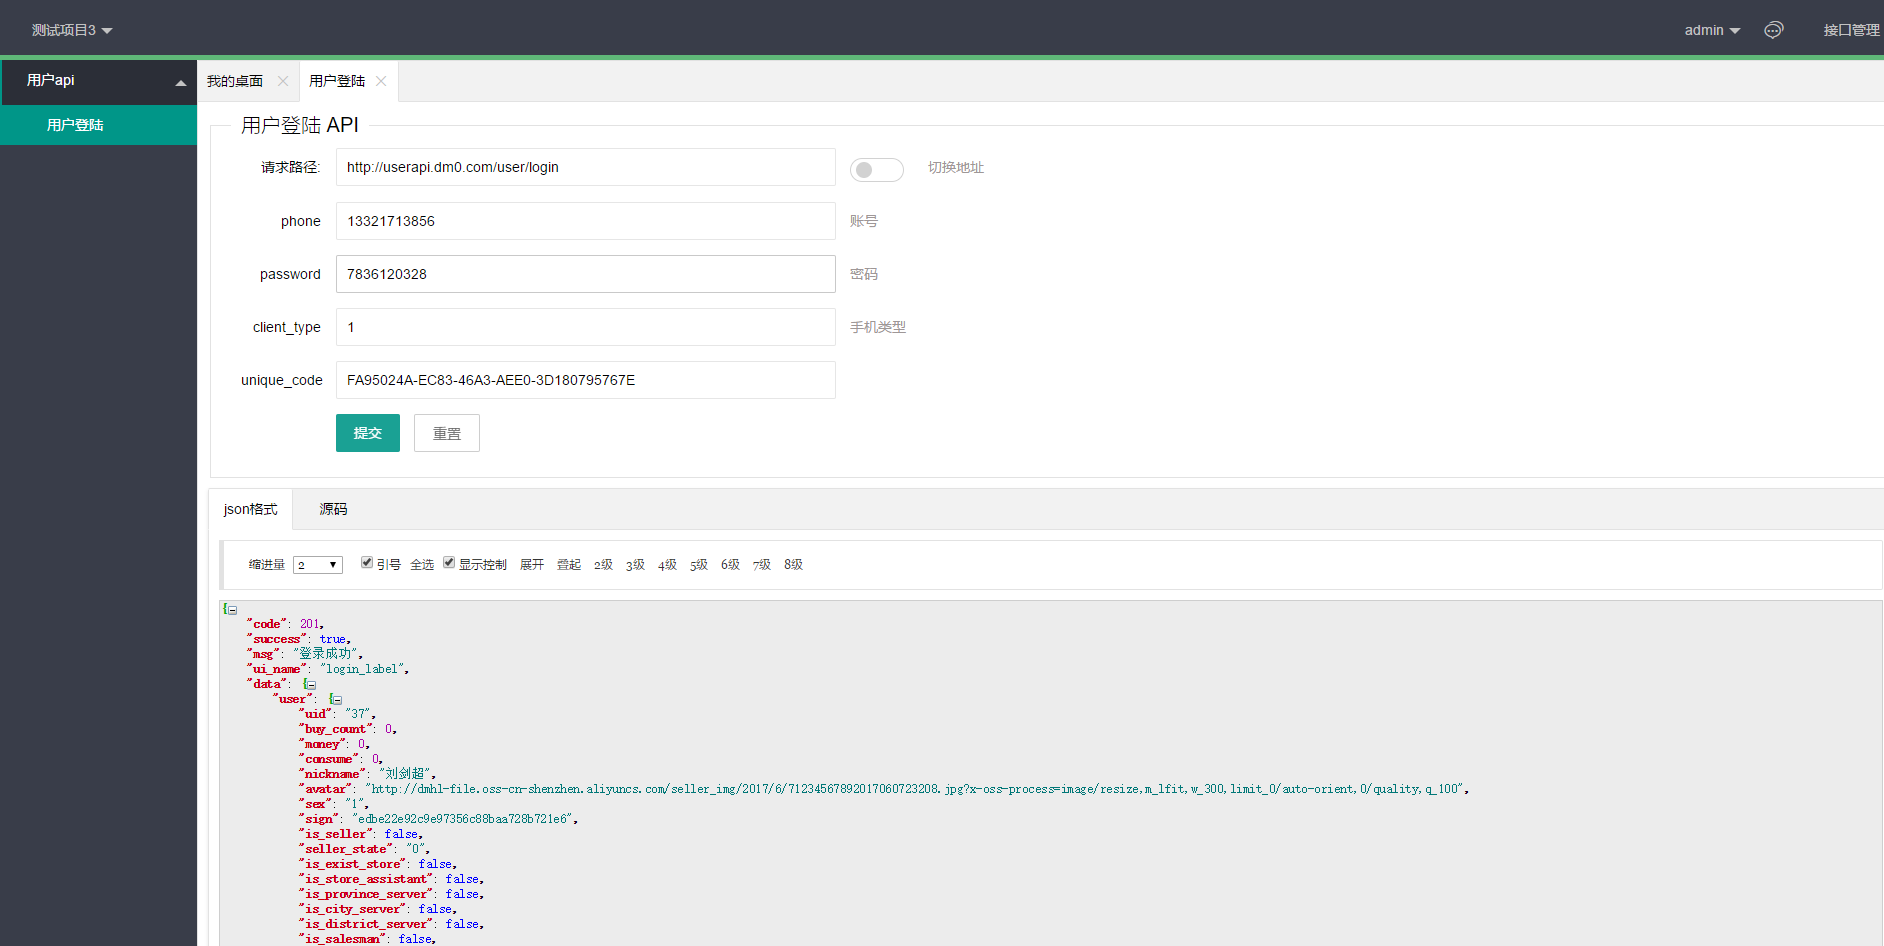 测试项目3
admin
接口管理
用户api
用户登陆
我的桌面
用户登陆
用户登陆 API
请求路径:
http://userapi.dm0.com/user/login
切换地址
phone
13321713856
账号
password
7836120328
密码
client_type
1
手机类型
unique_code
FA95024A-EC83-46A3-AEE0-3D180795767E
提交
重置
json格式
源码
缩进量 2 引号 全选 显示控制 展开 叠起 2级 3级 4级 5级 6级 7级 8级
{
"code": 201,
"success": true,
"msg": "登录成功",
"ui_name": "login_label",
"data": {
"user": {
"uid": "37",
"buy_count": 0,
"money": 0,
"consume": 0,
"nickname": "刘剑超",
"avatar": "http://dmhl-file.oss-cn-shenzhen.aliyuncs.com/seller_img/2017/6/71234567892017060723208.jpg?x-oss-process=image/resize,m_lfit,w_300,limit_0/auto-orient,0/quality,q_100",
"sex": "1",
"sign": "edbe22e92c9e97356c88baa728b721e6",
"is_seller": false,
"seller_state": "0",
"is_exist_store": false,
"is_store_assistant": false,
"is_province_server": false,
"is_city_server": false,
"is_district_server": false,
"is_salesman": false,